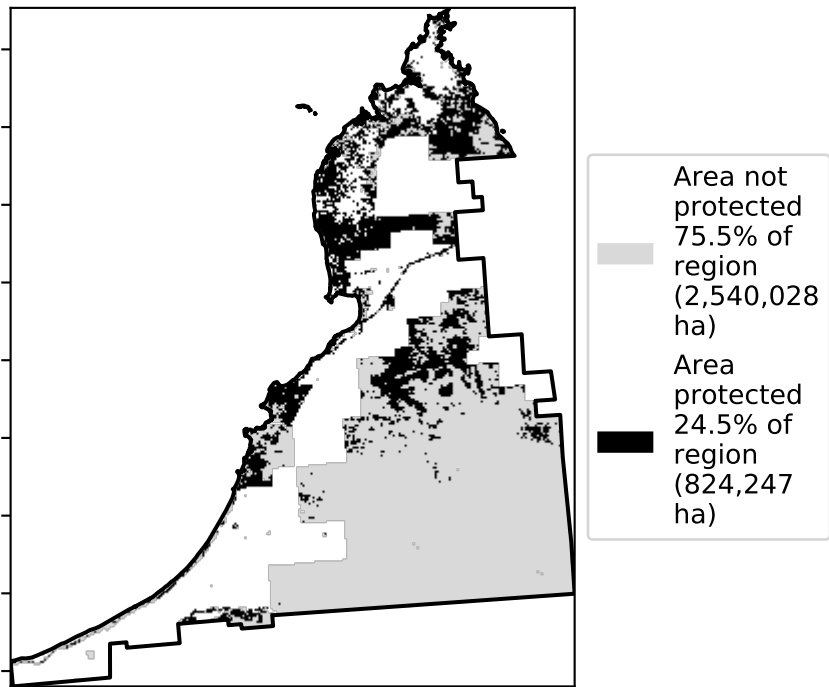 Area not
protected
75.5% of
region
(2,540,028
ha)
Area
protected
24.5% of
region
(824,247
ha)